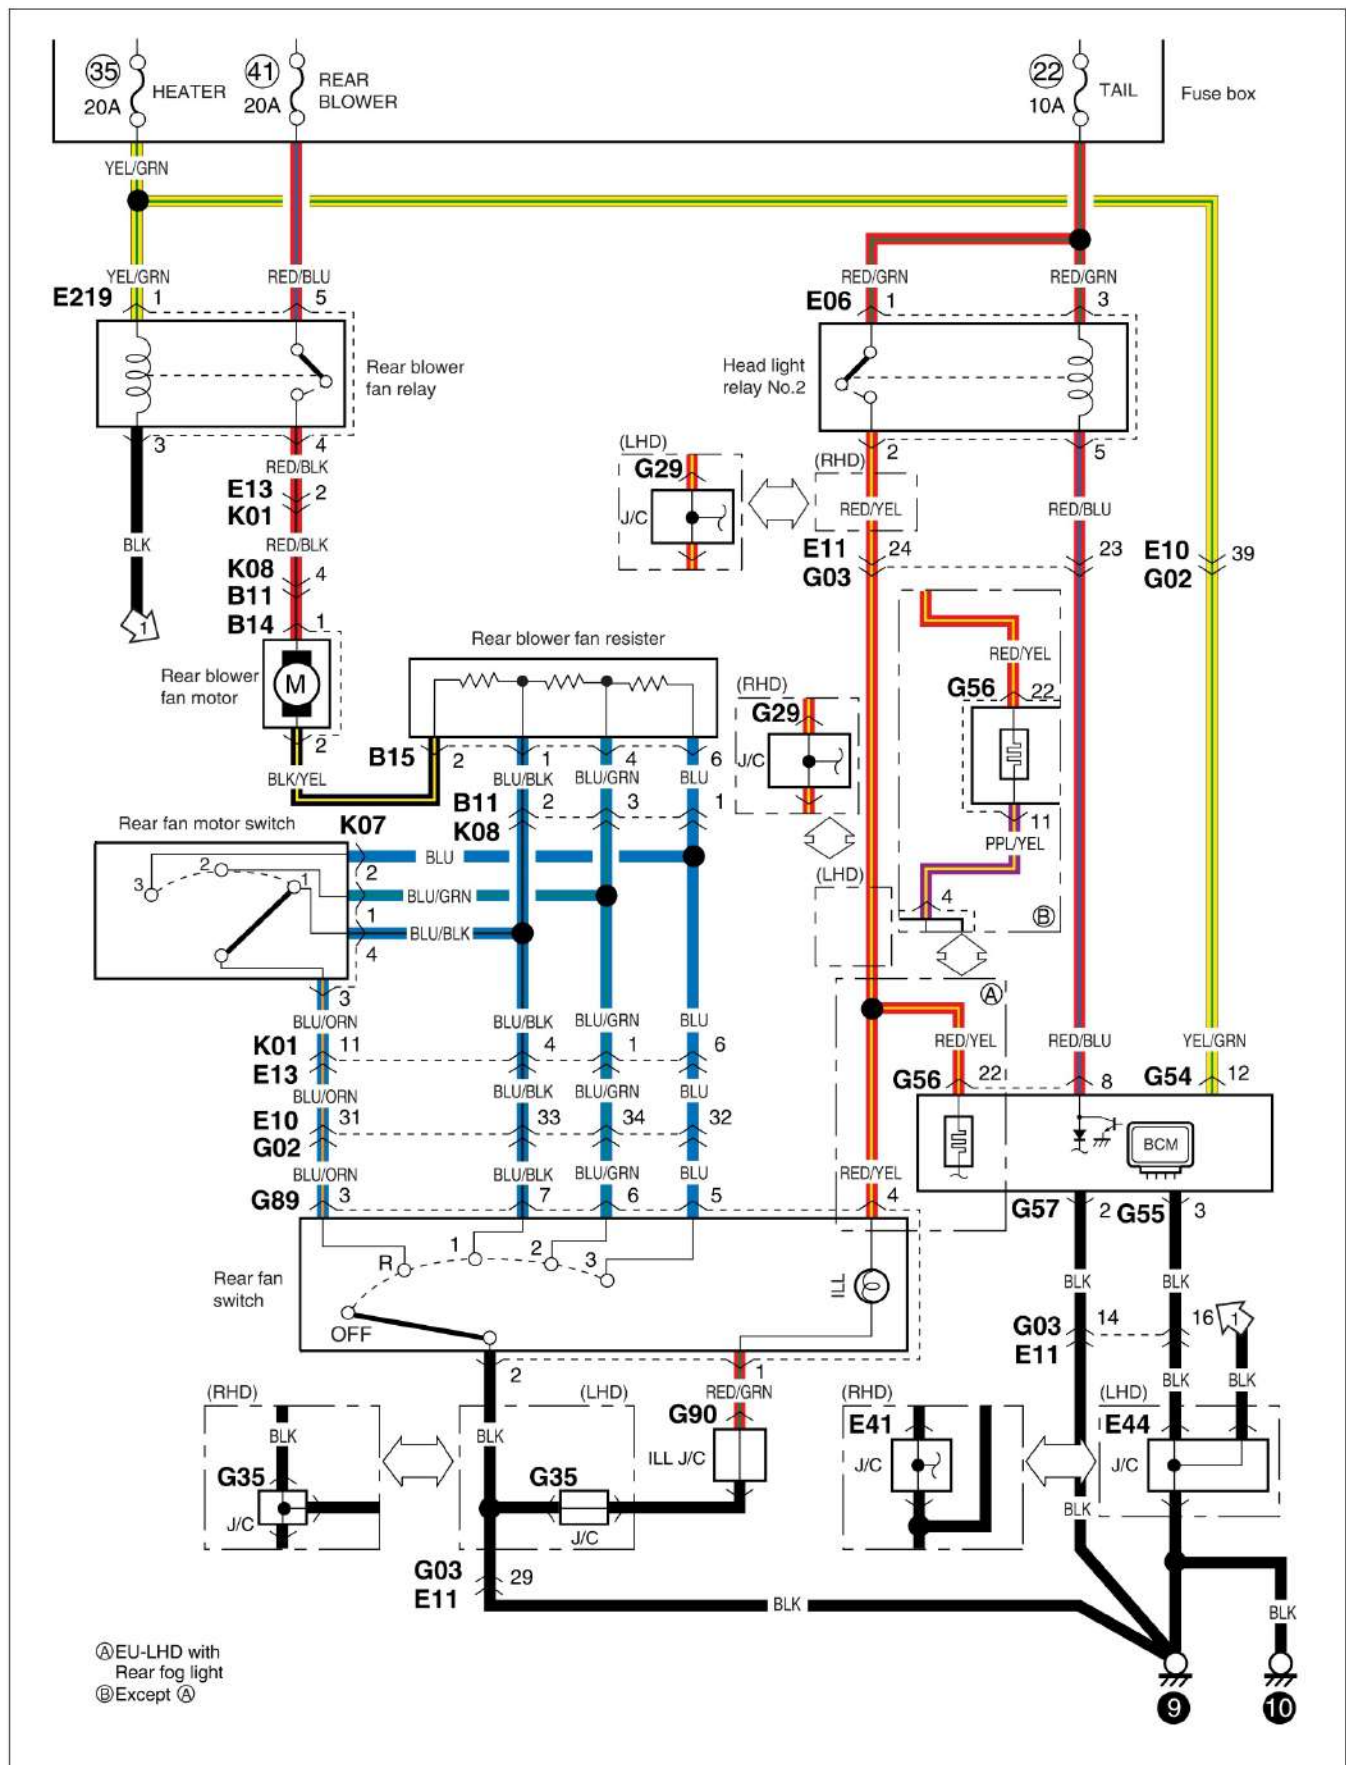 35 41 22
HEATER REAR BLOWER TAIL Fuse box
20A 20A 10A
YEL/GRN
YEL/GRN RED/BLU RED/GRN RED/GRN
E219 1 5 E06 1 3
Rear blower
fan relay
Head light
relay No.2
3 4 2 5
(LHD) (RHD)
RED/BLK
G29
E13 2
K01
J/C
RED/YEL RED/BLU
BLK RED/BLK
E11 24 23 E10 39
G03 G02
K08 4
B11
B14 1
1
Rear blower fan resister
RED/YEL
Rear blower
fan motor
M
(RHD)
G56 22
G29
2
B15 2 1 4 6
J/C
BLK/YEL BLU/BLK BLU/GRN BLU
B11 2 3 1
K08
11
PPL/YEL
Rear fan motor switch K07
BLU 2
3 2 1
BLU/GRN 1
BLU/BLK 4
(LHD)
4
B
A
3
BLU/ORN BLU/BLK BLU/GRN BLU
K01 11 4 1 6
E13
RED/YEL RED/BLU YEL/GRN
G56 22 8 G54 12
BLU/ORN BLU/BLK BLU/GRN BLU
E10 31 33 34 32
G02
BCM
BLU/ORN BLU/BLK BLU/GRN BLU RED/YEL
G89 3 7 6 5 4
G57 2 G55 3
Rear fan
switch
R 1 2 3
OFF
ILL
BLK BLK
G03 14 16 1
E11
2 1
RED/GRN
BLK BLK
(RHD) (LHD) (RHD) (LHD)
G90
E41 E44
BLK BLK
ILL J/C
J/C J/C
G35 G35
J/C J/C
BLK
G03 29
E11
BLK
BLK
Ⓐ EU-LHD with
Rear fog light
Ⓑ Except Ⓐ
9 10